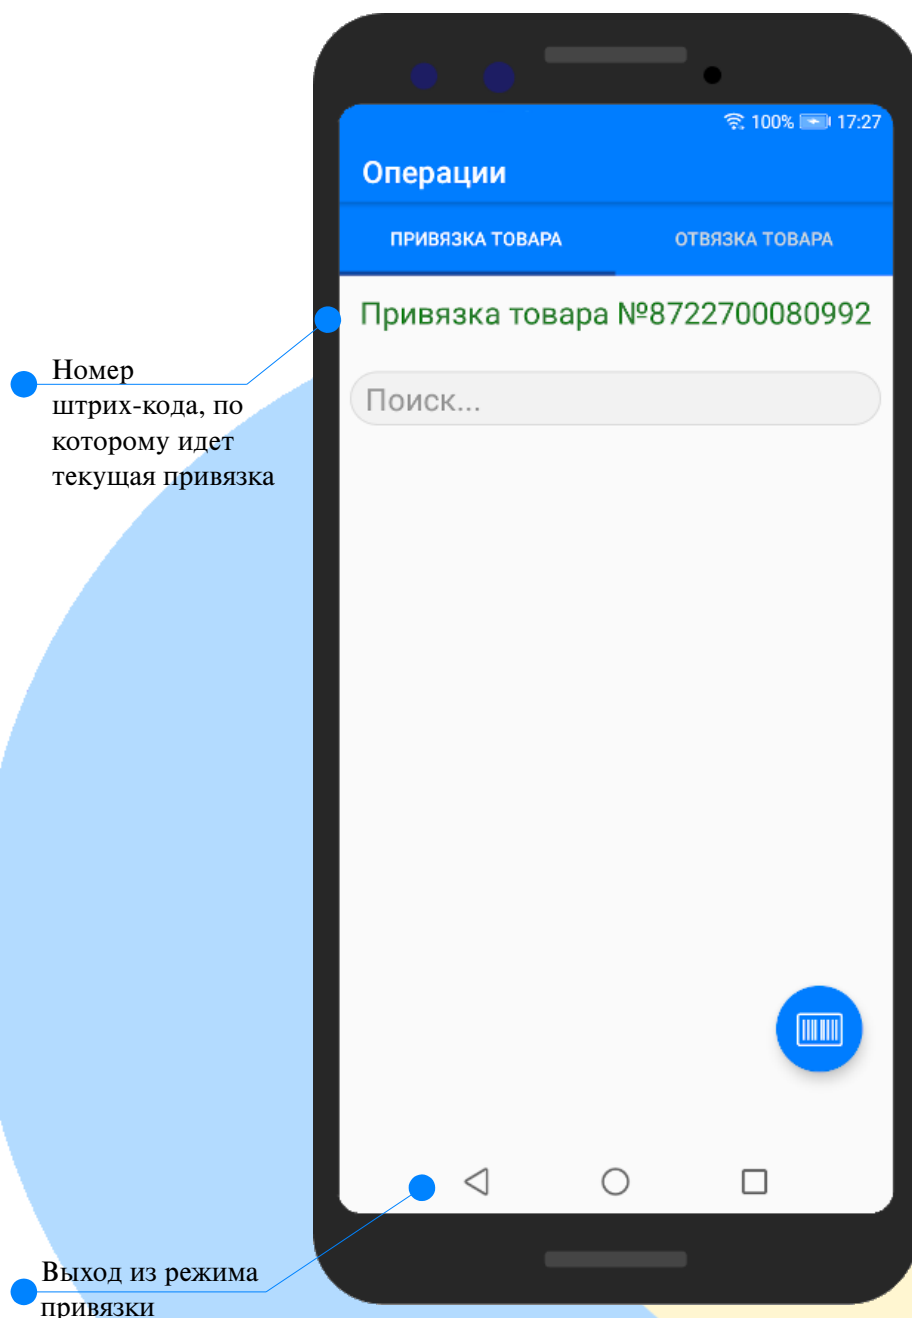 100% 17:27
Операции
ПРИВЯЗКА ТОВАРА
ОТВЯЗКА ТОВАРА
Привязка товара №8722700080992
Поиск...
Номер
штрих-кода, по
которому идет
текущая привязка
Выход из режима
привязки